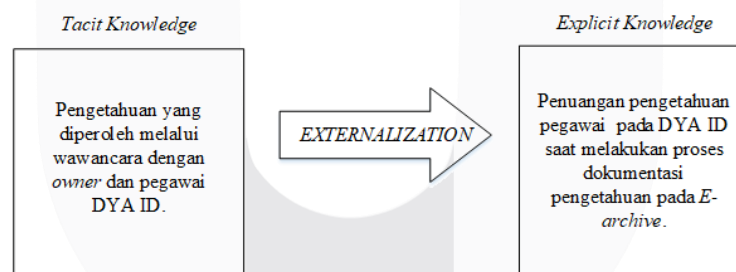 Tacit Knowledge
Pengetahuan yang
diperoleh melalui
wawancara dengan
owner dan pegawai
DYA ID.
EXTERNALIZATION
Explicit Knowledge
Penuangan pengetahuan
pegawai pada DYA ID
saat melakukan proses
dokumentasi
pengetahuan pada E-
archive.